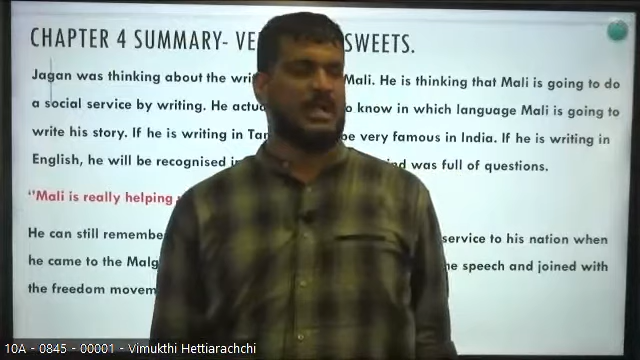 CHAPTER 4 SUMMARY- VE SWEETS.
Jagan was thinking about the wri Mali. He is thinking that Mali is going to do
a social service by writing. He actu o know in which language Mali is going to
write his story. If he is writing in Ta be very famous in India. If he is writing in
English, he will be recognised i nd was full of questions.
"Mali is really helping
He can still remembe service to his nation when
he came to the Malg he speech and joined with
the freedom movem
10A - 0845 - 00001 - Vimukthi Hettiarachchi